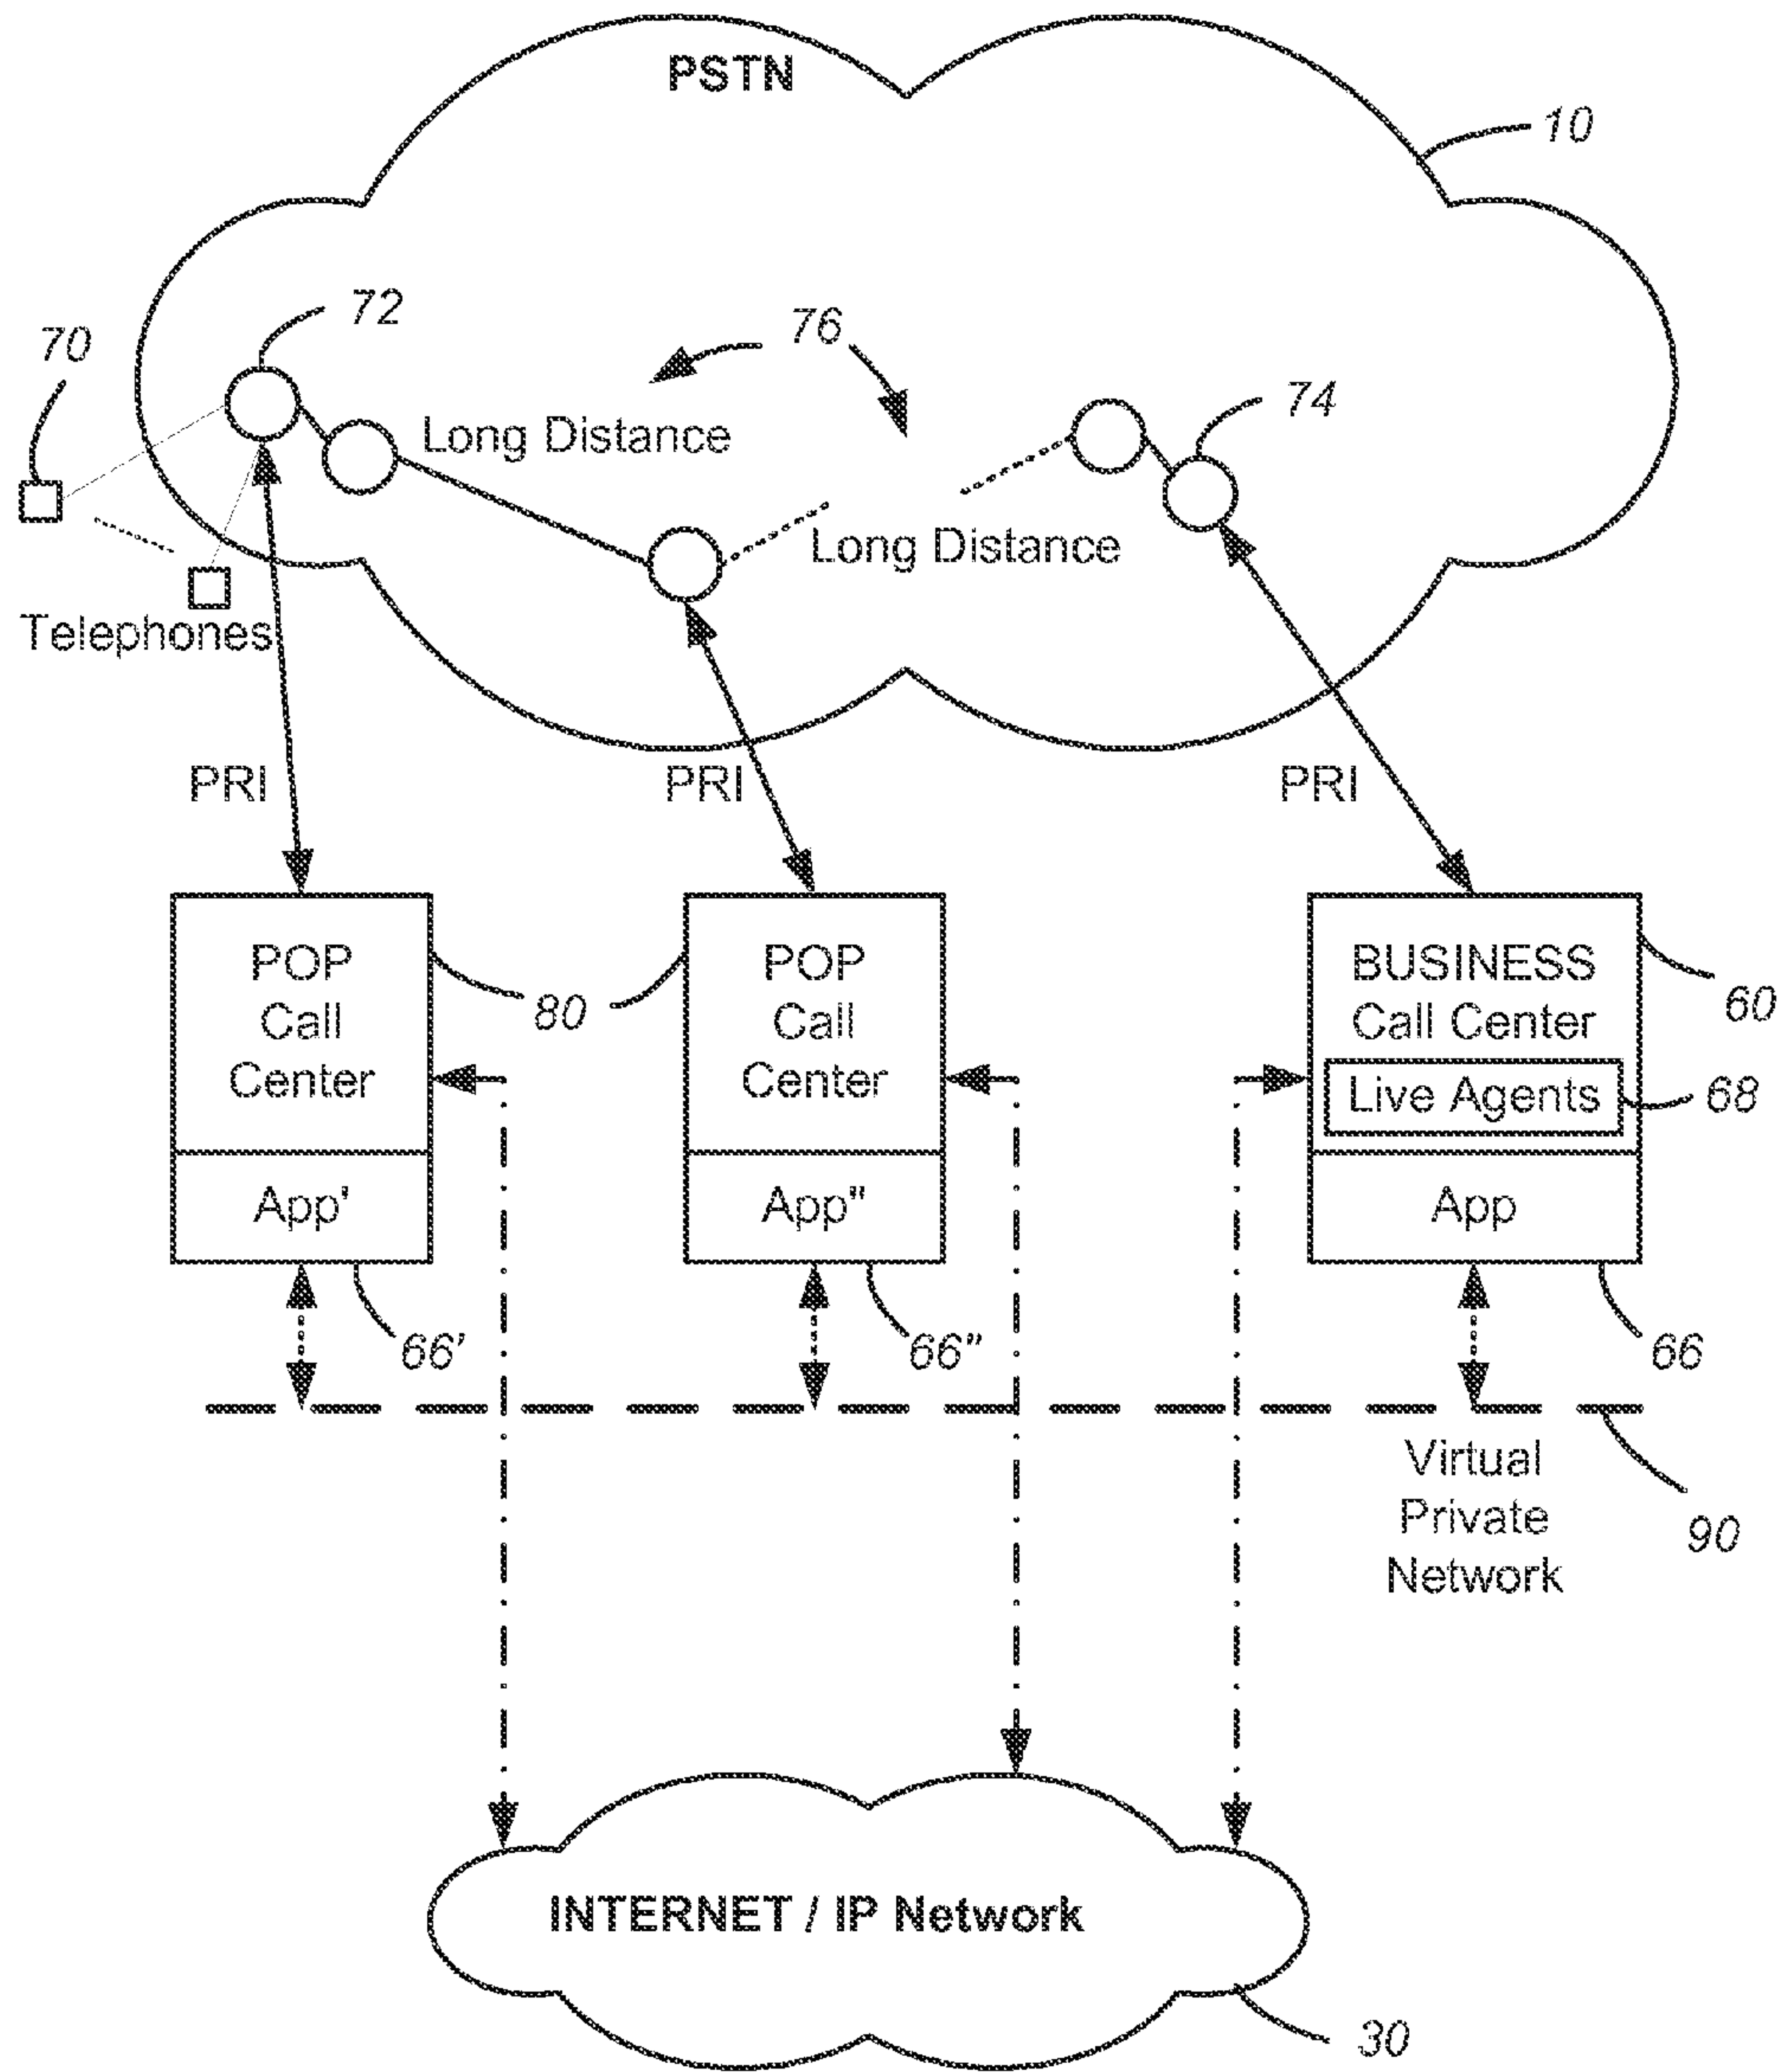 PSTN
10
72
76
70
74
Long Distance
Long Distance
Telephones
PRI
PRI
PRI
POP
Call
Center
80
POP
Call
Center
BUSINESS
Call Center
60
Live Agents
68
App'
App"
App
66'
66"
66
Virtual
Private
Network
90
INTERNET / IP Network
30